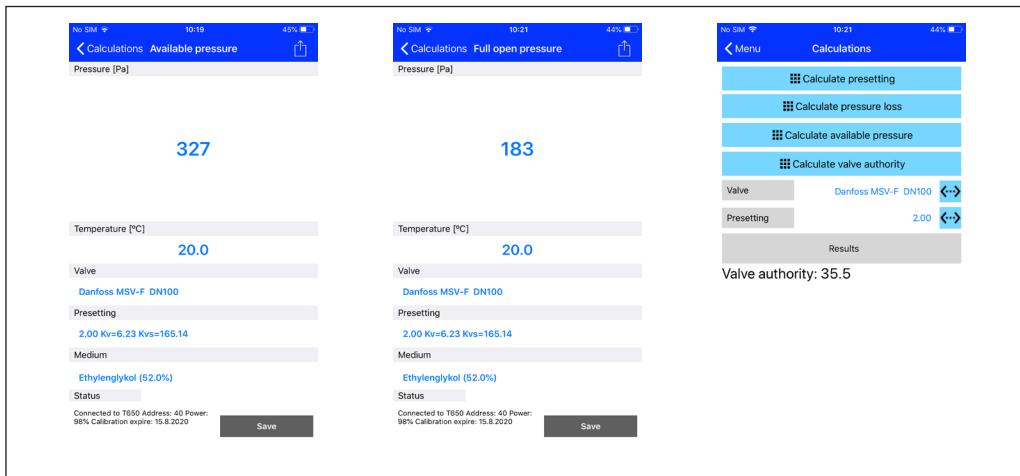 No SIM 10:19 45%
Calculations Available pressure
Pressure [Pa]
327
Temperature [ºC]
20.0
Valve
Danfoss MSV-F DN100
Presetting
2.00 Kv=6.23 Kvs=165.14
Medium
Ethylenglykol (52.0%)
Status
Connected to T650 Address: 40 Power:
98% Calibration expire: 15.8.2020
Save
No SIM 10:21 44%
Calculations Full open pressure
Pressure [Pa]
183
Temperature [ºC]
20.0
Valve
Danfoss MSV-F DN100
Presetting
2.00 Kv=6.23 Kvs=165.14
Medium
Ethylenglykol (52.0%)
Status
Connected to T650 Address: 40 Power:
98% Calibration expire: 15.8.2020
Save
No SIM 10:21 44%
Menu Calculations
Calculate presetting
Calculate pressure loss
Calculate available pressure
Calculate valve authority
Valve Danfoss MSV-F DN100
Presetting 2.00
Results
Valve authority: 35.5